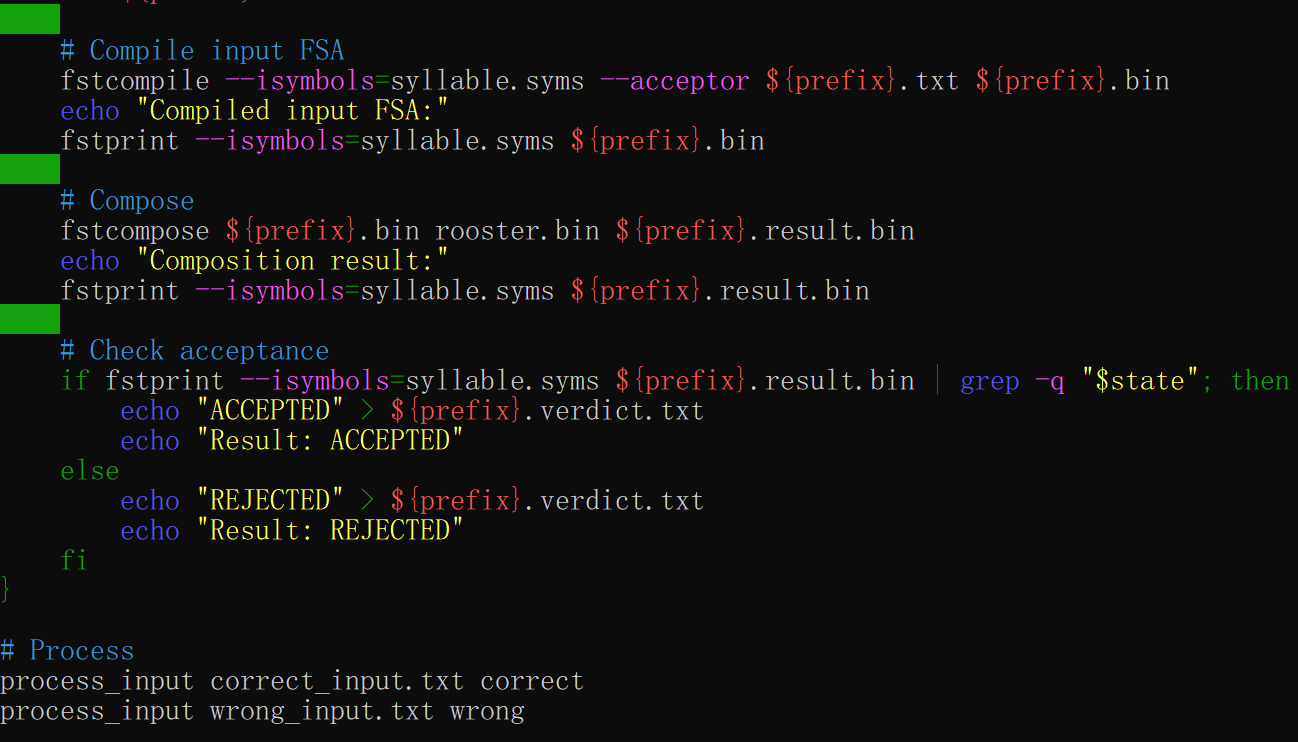 # Compile input FSA
fstcompile --isymbols=syllable.syms --acceptor ${prefix}.txt ${prefix}.bin
echo "Compiled input FSA:"
fstprint --isymbols=syllable.syms ${prefix}.bin
# Compose
fstcompose ${prefix}.bin rooster.bin ${prefix}.result.bin
echo "Composition result:"
fstprint --isymbols=syllable.syms ${prefix}.result.bin
# Check acceptance
if fstprint --isymbols=syllable.syms ${prefix}.result.bin | grep -q "$state"; then
echo "ACCEPTED" > ${prefix}.verdict.txt
echo "Result: ACCEPTED"
else
echo "REJECTED" > ${prefix}.verdict.txt
echo "Result: REJECTED"
fi
}
# Process
process_input correct_input.txt correct
process_input wrong_input.txt wrong